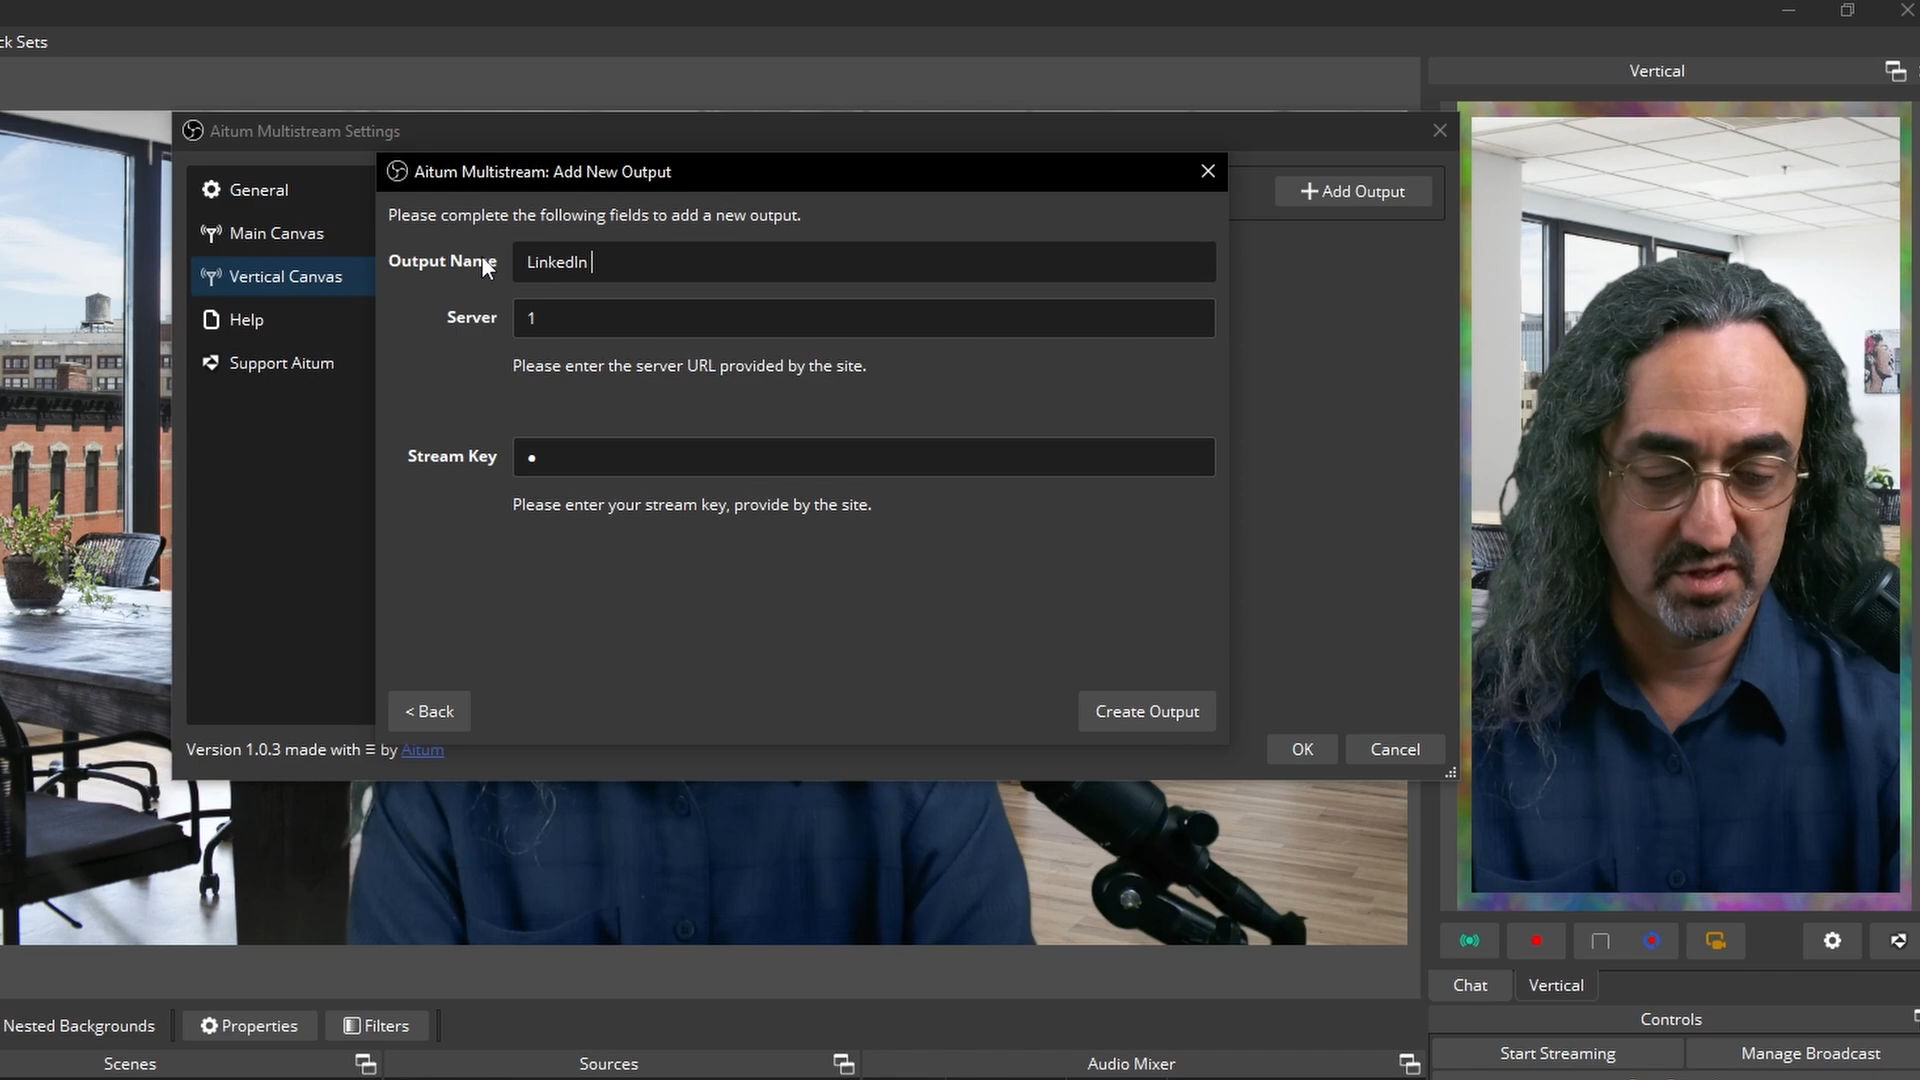 ck Sets
Vertical
Aitum Multistream Settings
General
Main Canvas
Vertical Canvas
Help
Support Aitum
Aitum Multistream: Add New Output
Add Output
Please complete the following fields to add a new output.
Output Name
LinkedIn
Server
1
Please enter the server URL provided by the site.
Stream Key
Please enter your stream key, provide by the site.
< Back
Create Output
Version 1.0.3 made with ☰ by Aitum
OK
Cancel
Chat
Vertical
Nested Backgrounds
Properties
Filters
Controls
Scenes
Sources
Audio Mixer
Start Streaming
Manage Broadcast